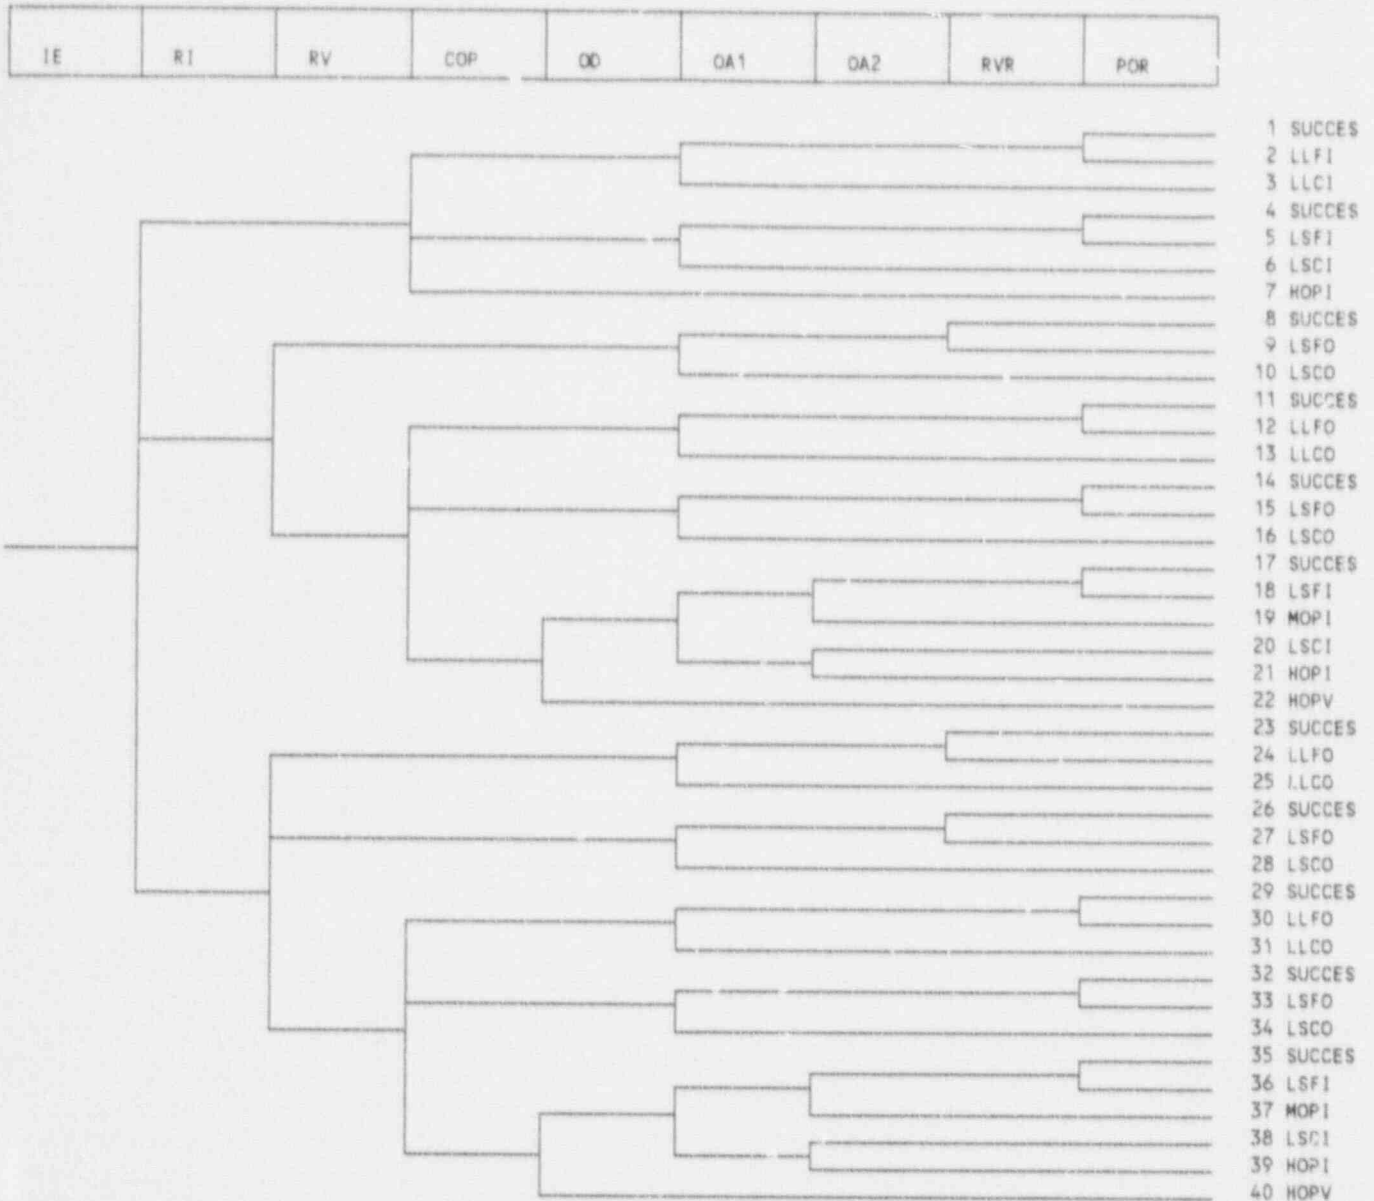 IE RI RV COP OD OA1 OA2 RVR POR
1 SUCCES
2 LLFI
3 LLCI
4 SUCCES
5 LSFI
6 LSCI
7 HOPI
8 SUCCES
9 LSFO
10 LSCO
11 SUCCES
12 LLFO
13 LLCO
14 SUCCES
15 LSFO
16 LSCO
17 SUCCES
18 LSFI
19 MOPI
20 LSCI
21 HOPI
22 HOPV
23 SUCCES
24 LLFO
25 LLCO
26 SUCCES
27 LSFO
28 LSCO
29 SUCCES
30 LLFO
31 LLCO
32 SUCCES
33 LSFO
34 LSCO
35 SUCCES
36 LSFI
37 MOPI
38 LSCI
39 HOPI
40 HOPV